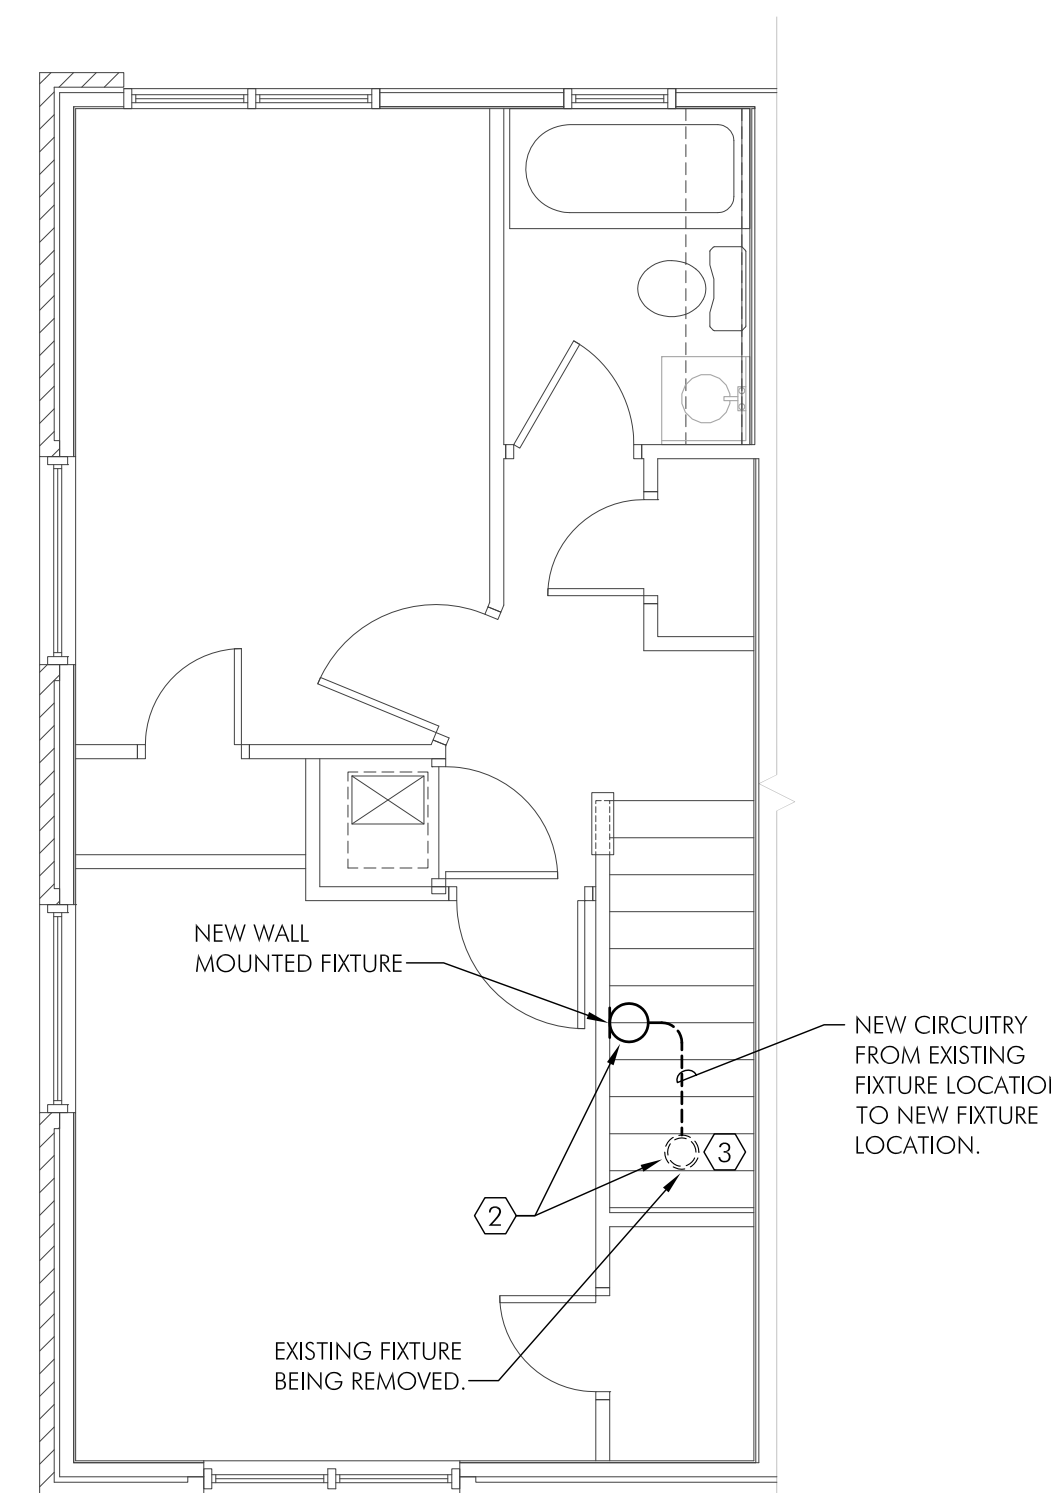 NEW WALL
MOUNTED FIXTURE
NEW CIRCUITRY
FROM EXISTING
FIXTURE LOCATION
TO NEW FIXTURE
LOCATION.
3
2
EXISTING FIXTURE
BEING REMOVED.